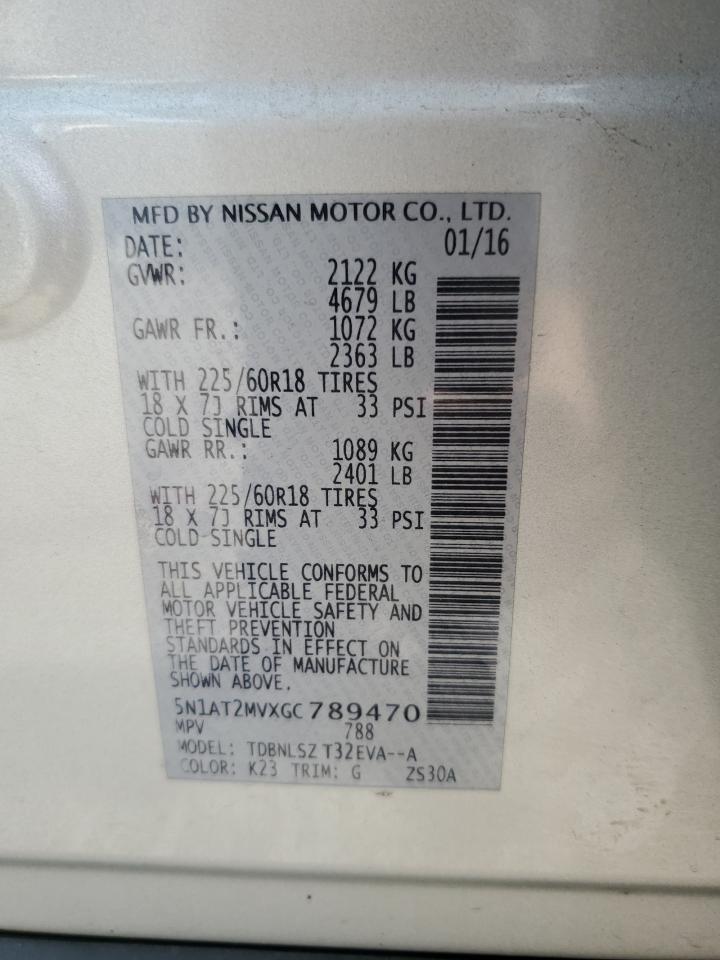 MFD BY NISSAN MOTOR CO., LTD.
DATE: 01/16
GVWR: 2122 KG
4679 LB
GAWR FR.: 1072 KG
2363 LB
WITH 225/60R18 TIRES
18 X 7J RIMS AT 33 PSI
COLD SINGLE
GAWR RR.: 1089 KG
2401 LB
WITH 225/60R18 TIRES
18 X 7J RIMS AT 33 PSI
COLD SINGLE
THIS VEHICLE CONFORMS TO
ALL APPLICABLE FEDERAL
MOTOR VEHICLE SAFETY AND
THEFT PREVENTION
STANDARDS IN EFFECT ON
THE DATE OF MANUFACTURE
SHOWN ABOVE.
5N1AT2MVXGC789470
MPV 788
MODEL: TDBNLSZ T32EVA--A
COLOR: K23 TRIM: G ZS30A